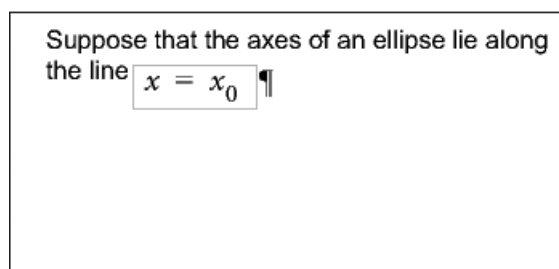 Suppose that the axes of an ellipse lie along
the line x = x₀ ¶